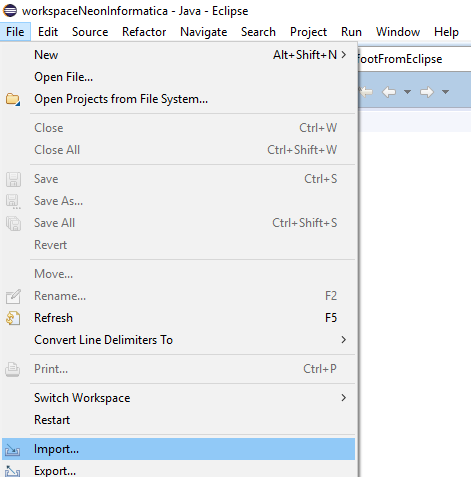 workspaceNeonInformatica - Java - Eclipse
File Edit Source Refactor Navigate Search Project Run Window Help
New Alt+Shift+N
footFromEclipse
Open File...
Open Projects from File System...
Close Ctrl+W
Close All Ctrl+Shift+W
Save Ctrl+S
Save As...
Save All Ctrl+Shift+S
Revert
Move...
Rename... F2
Refresh F5
Convert Line Delimiters To
Print... Ctrl+P
Switch Workspace
Restart
Import...
Export...